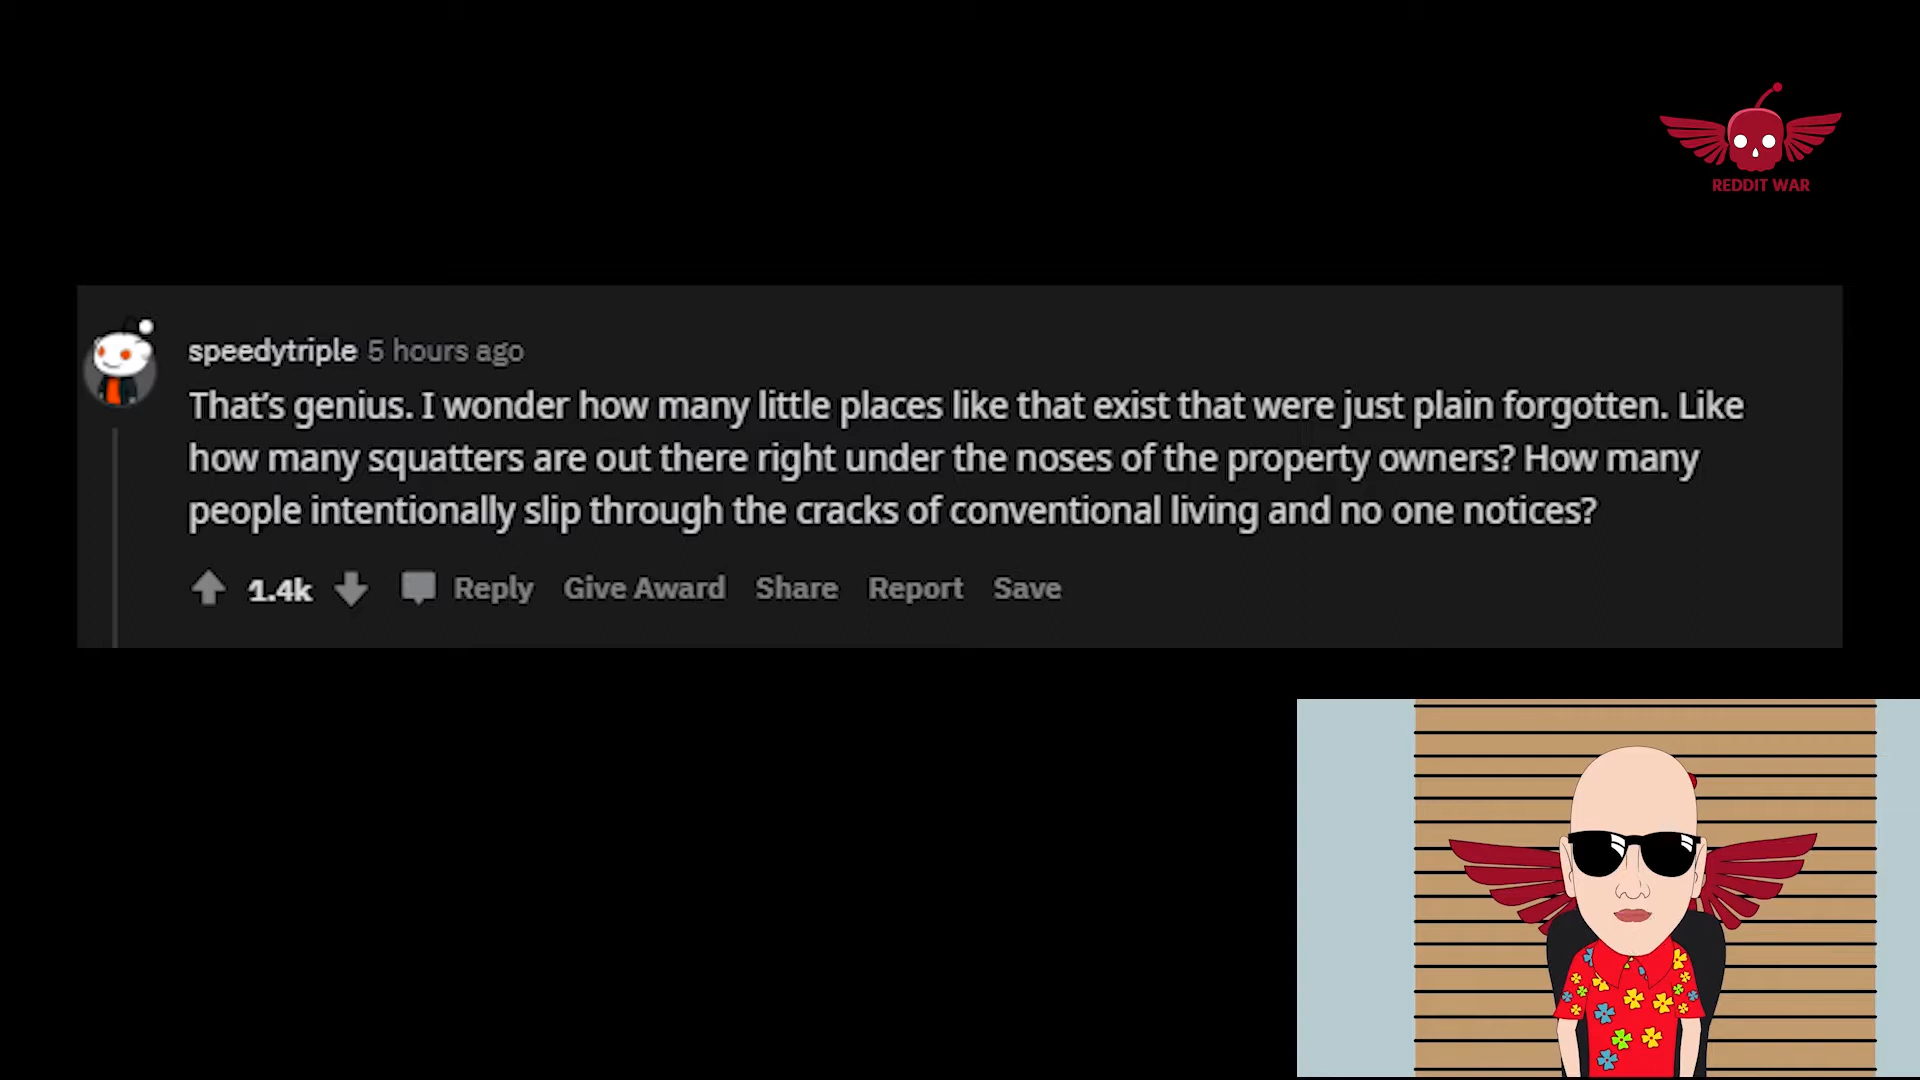 REDDIT WAR
speedytriple 5 hours ago
That's genius. I wonder how many little places like that exist that were just plain forgotten. Like
how many squatters are out there right under the noses of the property owners? How many
people intentionally slip through the cracks of conventional living and no one notices?
1.4k Reply Give Award Share Report Save